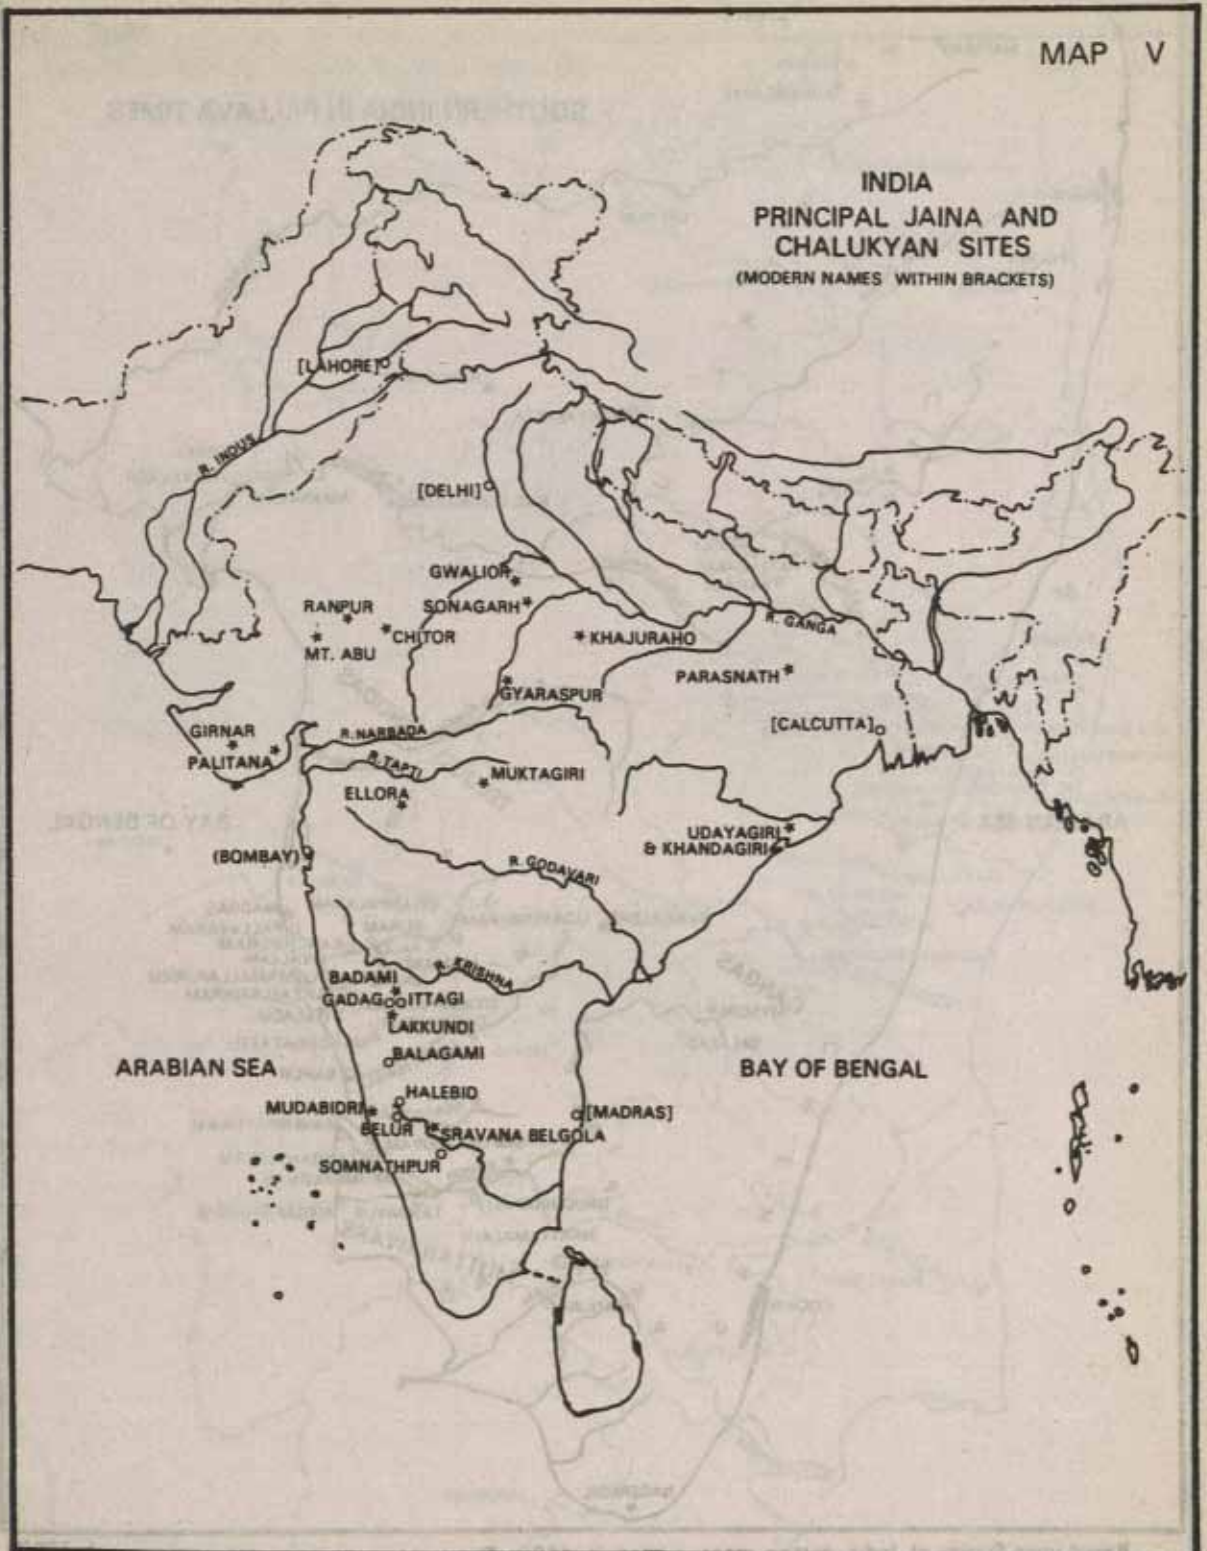 MAP V
INDIA
PRINCIPAL JAINA AND
CHALUKYAN SITES
(MODERN NAMES WITHIN BRACKETS)
[LAHORE]
R. INDUS
[DELHI]
GWALIOR
SONAGARH
RANPUR
CHITOR
MT. ABU
KHAJURAHO
R. GANGA
PARASNATH
GYARASPUR
[CALCUTTA]
GIRNAR
PALITANA
R. NARBADA
R. TAPTI
MUKTAGIRI
ELLORA
UDAYAGIRI
& KHANDAGIRI
(BOMBAY)
R. GODAVARI
R. KRISHNA
BADAMI
GADAG
ITTAGI
LAKKUNDI
BALAGAMI
ARABIAN SEA
BAY OF BENGAL
HALEBID
MUDABIDRI
[MADRAS]
BELUR
SRAVANA BELGOLA
SOMNATHPUR